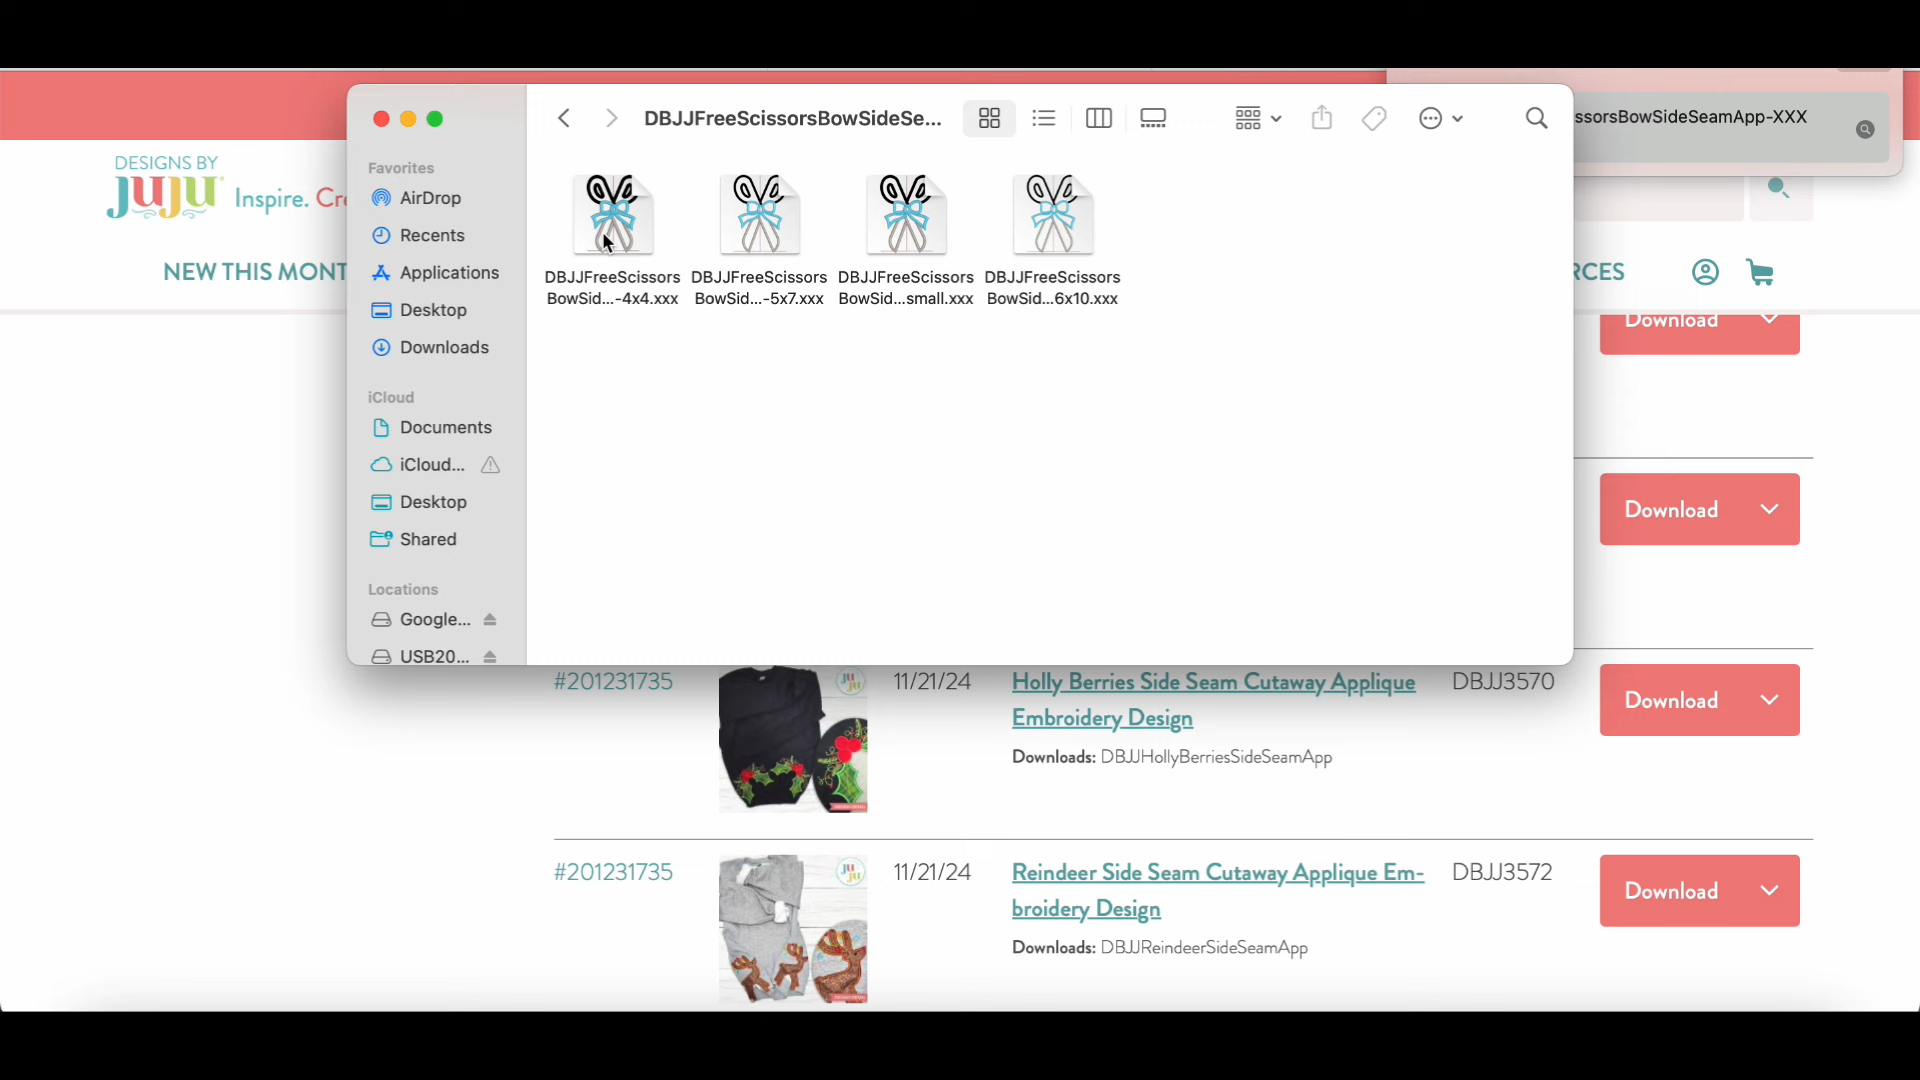 DBJJFreeScissorsBowSideSe...
ssorsBowSideSeamApp-XXX
Favorites
AirDrop
Recents
Applications
Desktop
Downloads
iCloud
Documents
iCloud...
Desktop
Shared
Locations
Google...
USB20...
DBJJFreeScissors
BowSid...-4x4.xxx
DBJJFreeScissors
BowSid...-5x7.xxx
DBJJFreeScissors
BowSid...small.xxx
DBJJFreeScissors
BowSid...6x10.xxx
DESIGNS BY
JUJU
Inspire. Cre
NEW THIS MONT
RCES
Download
Download
#201231735
11/21/24
Holly Berries Side Seam Cutaway Applique
Embroidery Design
Downloads: DBJJHollyBerriesSideSeamApp
DBJJ3570
Download
#201231735
11/21/24
Reindeer Side Seam Cutaway Applique Em-
broidery Design
Downloads: DBJJReindeerSideSeamApp
DBJJ3572
Download